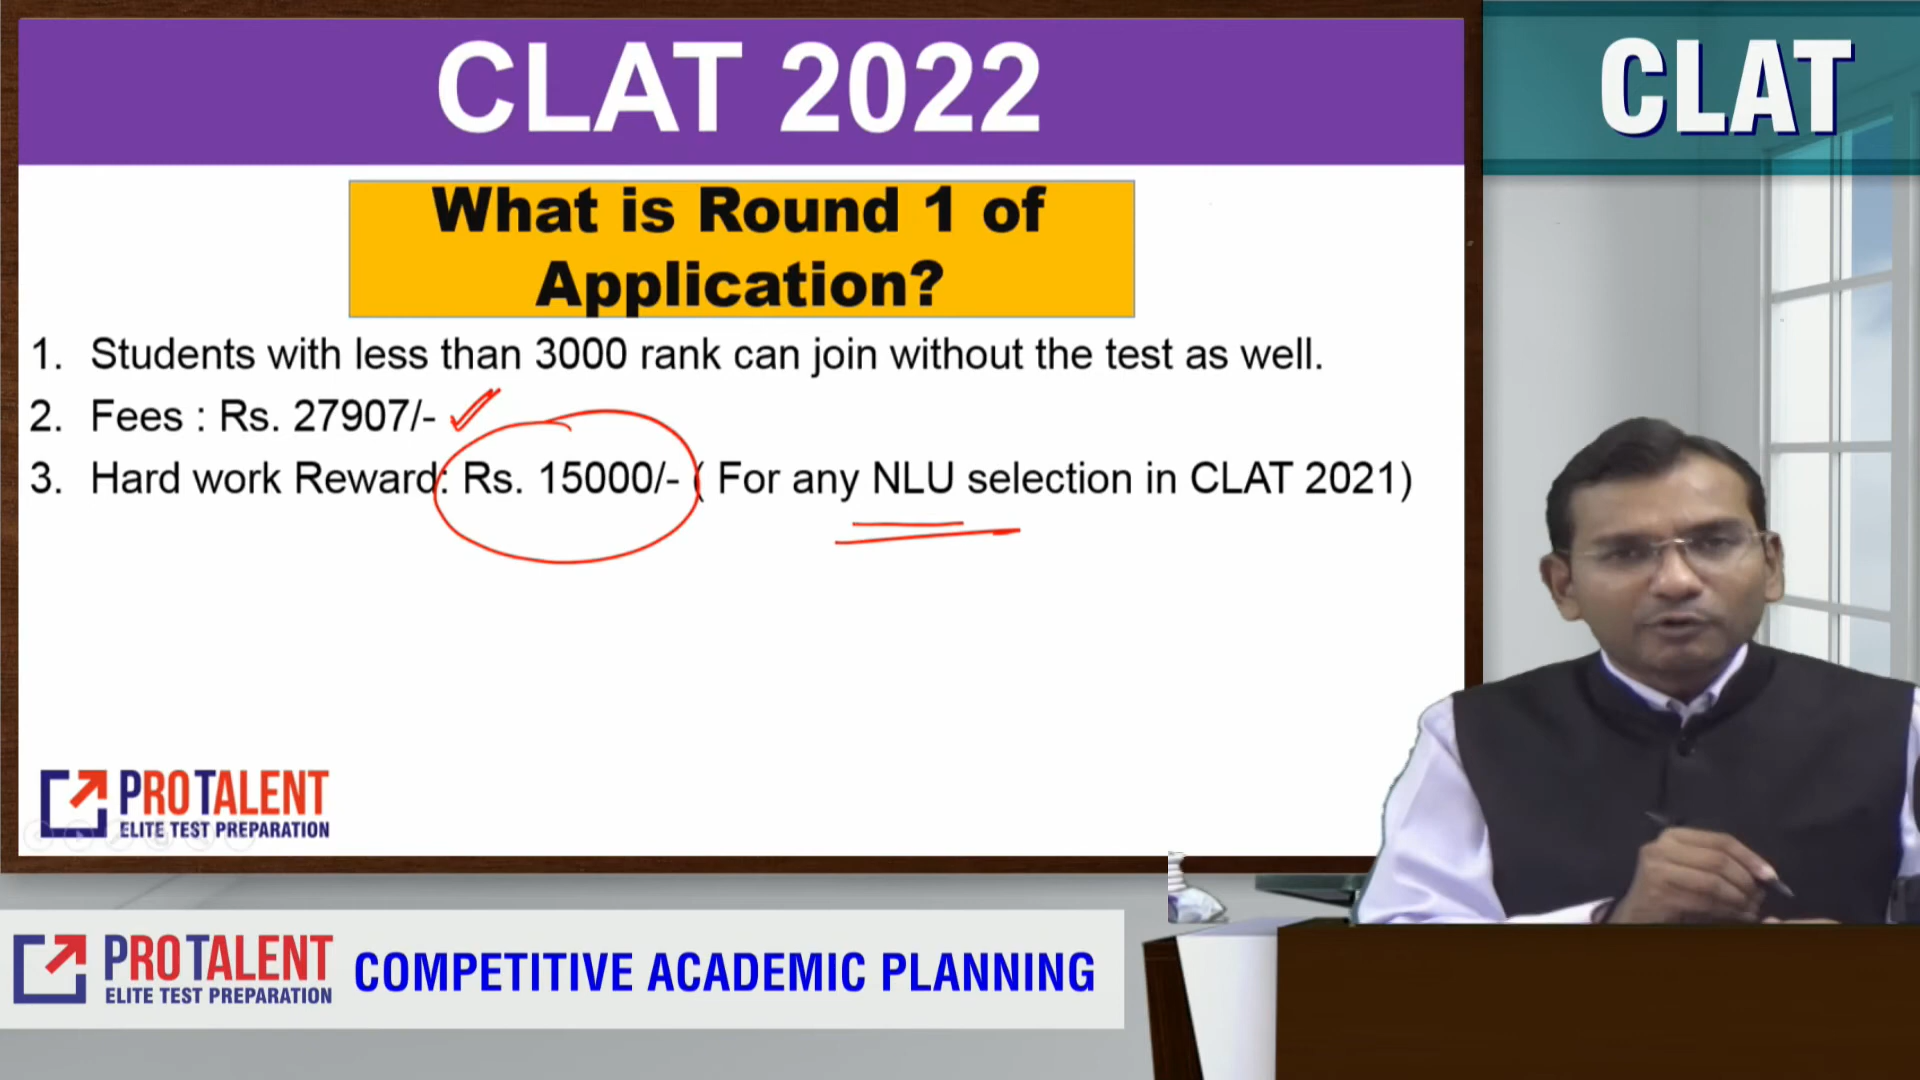 CLAT 2022
CLAT
What is Round 1 of
Application?
1. Students with less than 3000 rank can join without the test as well.
2. Fees : Rs. 27907/-
3. Hard work Reward: Rs. 15000/- ( For any NLU selection in CLAT 2021)
PROTALENT
ELITE TEST PREPARATION
PROTALENT
ELITE TEST PREPARATION
COMPETITIVE ACADEMIC PLANNING